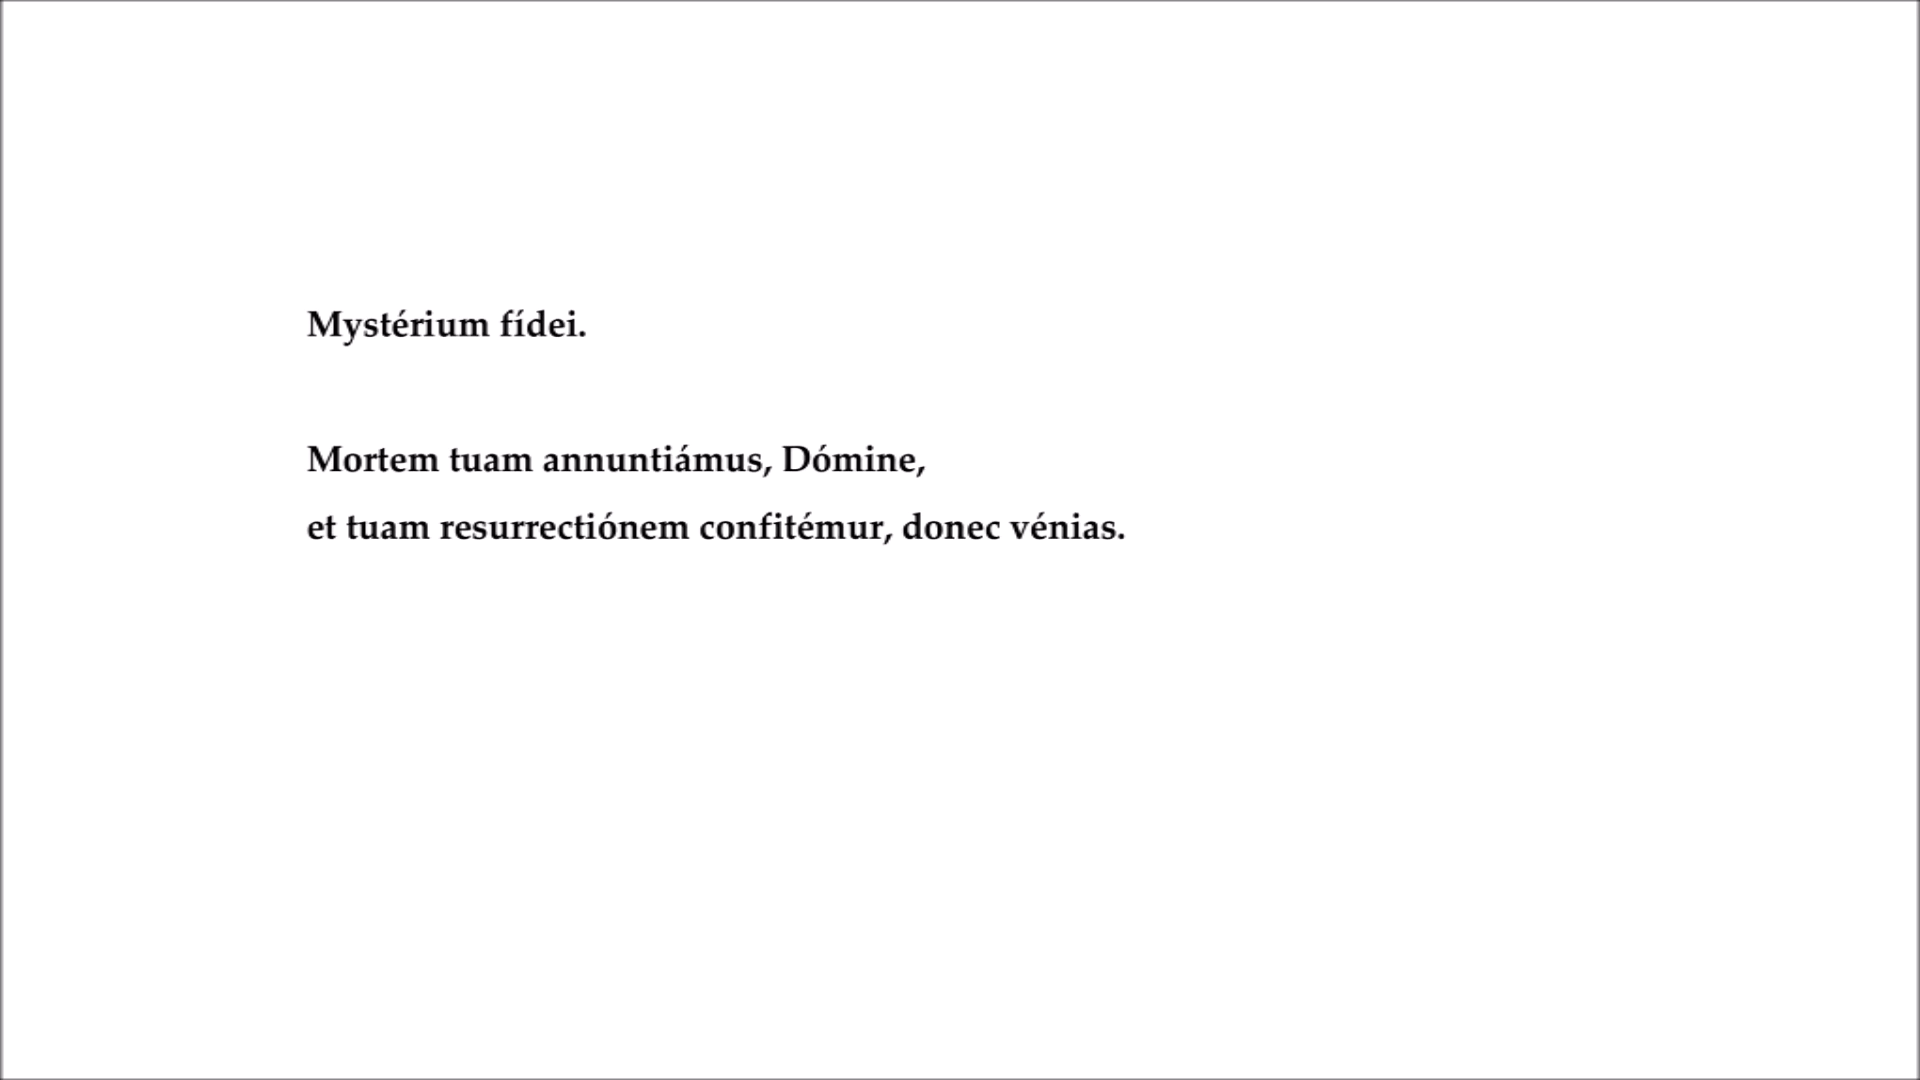 Mystérium fídei.
Mortem tuam annuntiámus, Dómine,
et tuam resurrectiónem confitémur, donec vénias.